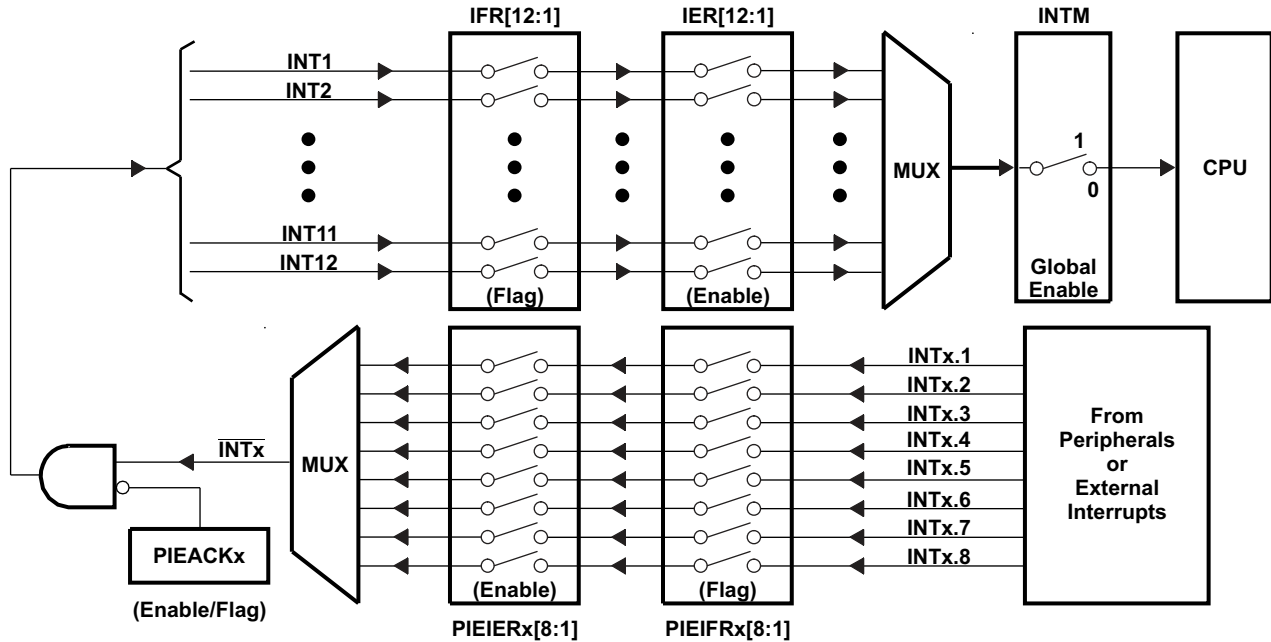 IFR[12:1]
IER[12:1]
INTM
INT1
INT2
1
MUX
CPU
0
INT11
INT12
(Flag)
(Enable)
Global
Enable
INTx.1
INTx.2
INTx.3
INTx.4
INTx.5
INTx.6
INTx.7
INTx.8
From
Peripherals
or
External
Interrupts
INTx
MUX
PIEACKx
(Enable/Flag)
(Enable)
(Flag)
PIEIERx[8:1]
PIEIFRx[8:1]